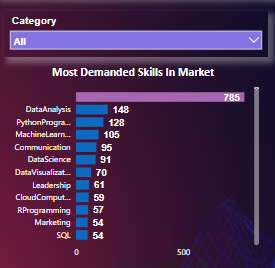 Category
All
Most Demanded Skills In Market
785
DataAnalysis 148
PythonProgra... 128
MachineLearn... 105
Communication 95
DataScience 91
DataVisualizat... 70
Leadership 61
CloudComput... 59
RProgramming 57
Marketing 54
SQL 54
0 500